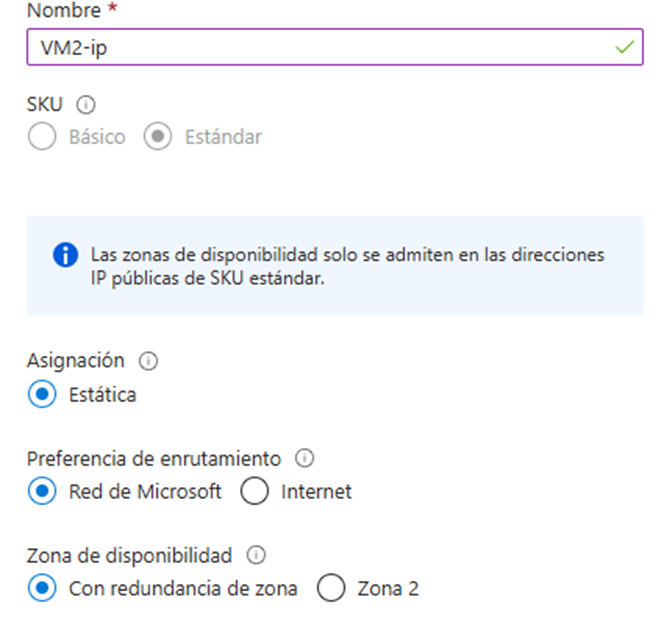 Nombre *
VM2-ip
SKU
Básico Estándar
Las zonas de disponibilidad solo se admiten en las direcciones
IP públicas de SKU estándar.
Asignación
Estática
Preferencia de enrutamiento
Red de Microsoft Internet
Zona de disponibilidad
Con redundancia de zona Zona 2